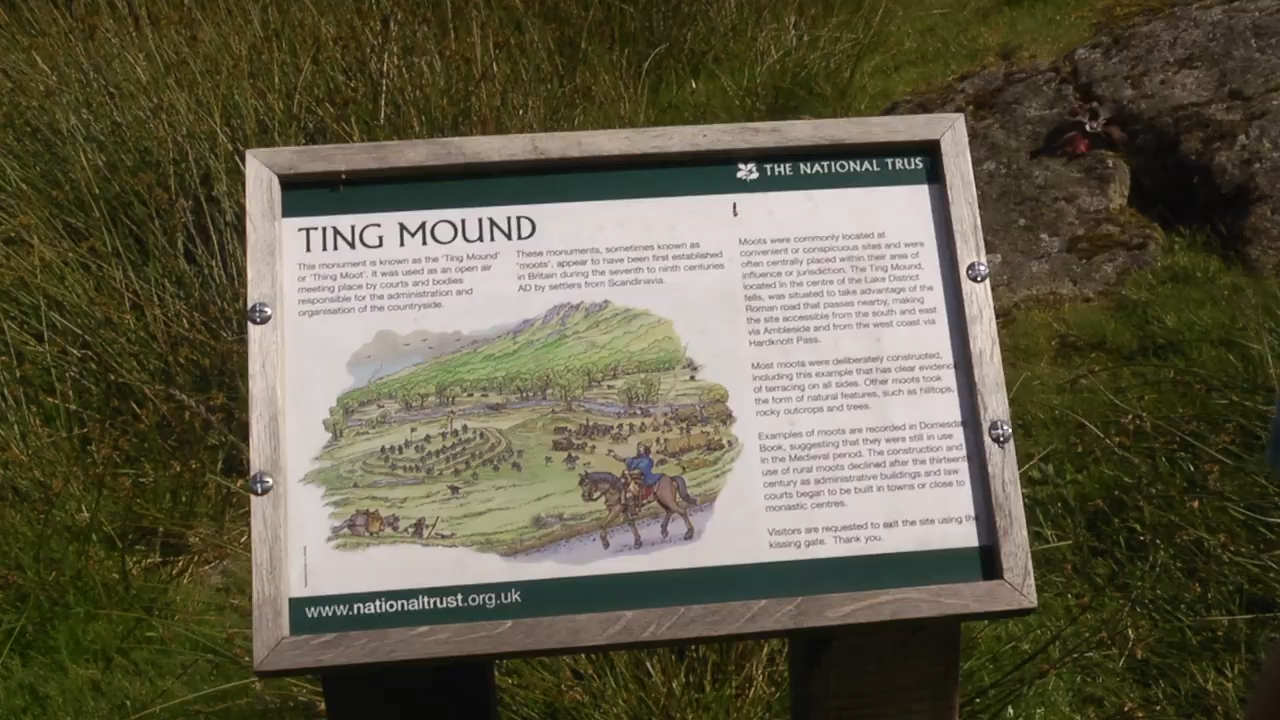 THE NATIONAL TRUS
TING MOUND
This monument is known as the 'Ting Mound'
or 'Thing Moot'. It was used as an open air
meeting place by courts and bodies
responsible for the administration and
organisation of the countryside.
These monuments, sometimes known as
'moots', appear to have been first established
in Britain during the seventh to ninth centuries
AD by settlers from Scandinavia.
Moots were commonly located at
convenient or conspicuous sites and were
often centrally placed within their area of
influence or jurisdiction. The Ting Mound,
located in the centre of the Lake District
fells, was situated to take advantage of the
Roman road that passes nearby, making
the site accessible from the south and east
via Ambleside and from the west coast via
Hardknott Pass.
Most moots were deliberately constructed,
including this example that has clear evidenc
of terracing on all sides. Other moots took
the form of natural features, such as hilltops,
rocky outcrops and trees.
Examples of moots are recorded in Domesda
Book, suggesting that they were still in use
in the Medieval period. The construction and
use of rural moots declined after the thirteent
century as administrative buildings and law
courts began to be built in towns or close to
monastic centres.
Visitors are requested to exit the site using the
kissing gate. Thank you.
www.nationaltrust.org.uk